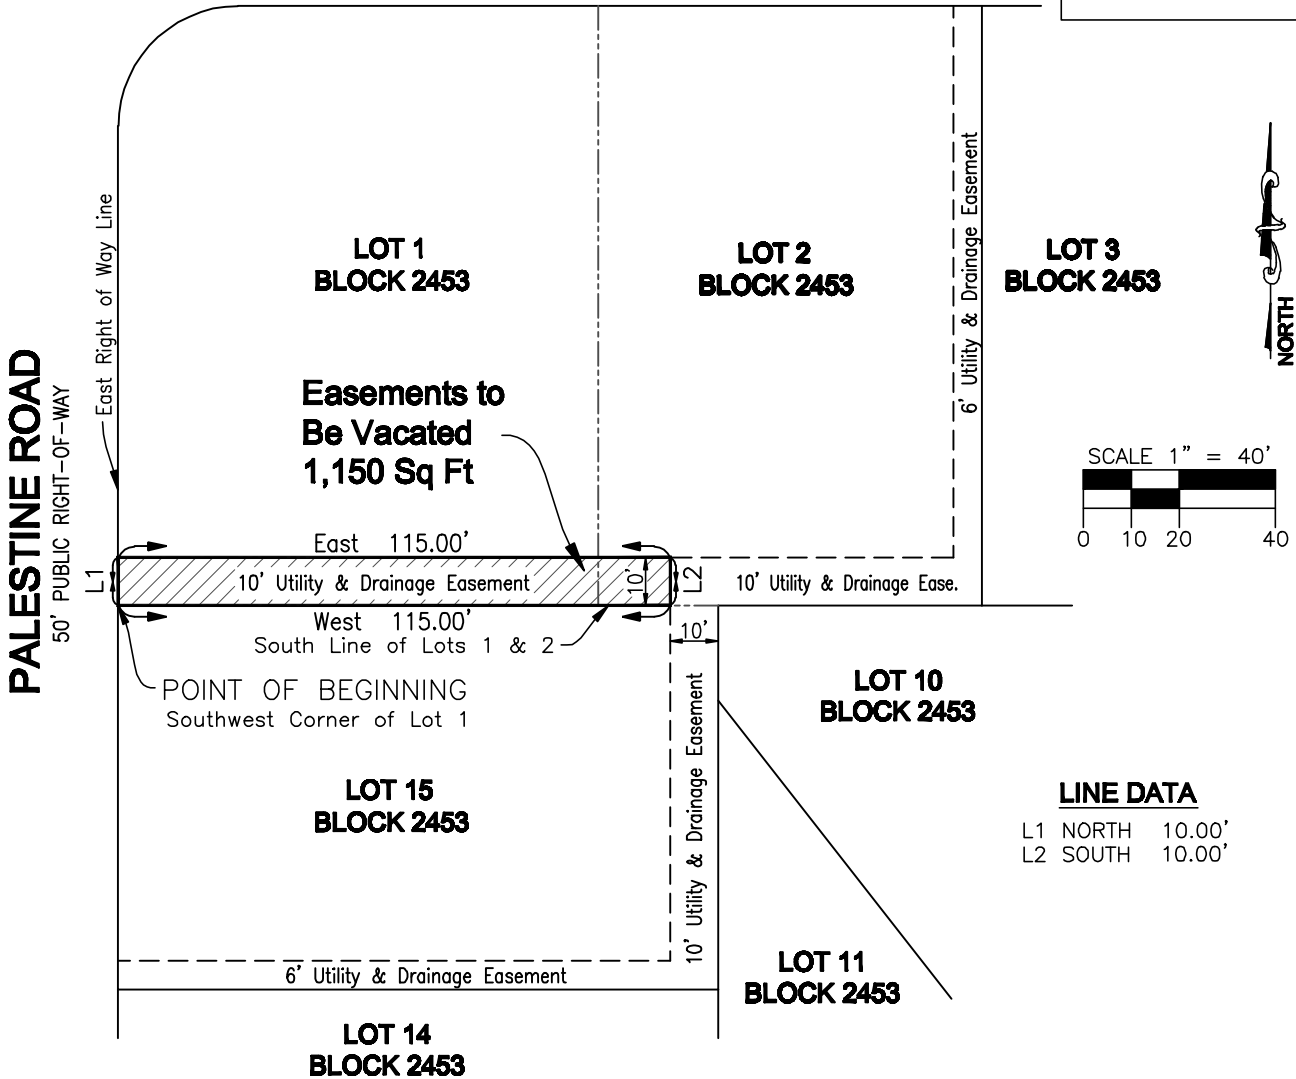 LOT 1
BLOCK 2453
LOT 2
BLOCK 2453
LOT 3
BLOCK 2453
East Right of Way Line
6' Utility & Drainage Easement
NORTH
PALESTINE ROAD
50' PUBLIC RIGHT-OF-WAY
Easements to
Be Vacated
1,150 Sq Ft
SCALE 1" = 40'
0 10 20 40
East 115.00'
L1
10' Utility & Drainage Easement
10'
L2
10' Utility & Drainage Ease.
West 115.00'
South Line of Lots 1 & 2
10'
POINT OF BEGINNING
Southwest Corner of Lot 1
10' Utility & Drainage Easement
LOT 10
BLOCK 2453
LOT 15
BLOCK 2453
LINE DATA
L1 NORTH 10.00'
L2 SOUTH 10.00'
6' Utility & Drainage Easement
LOT 11
BLOCK 2453
LOT 14
BLOCK 2453